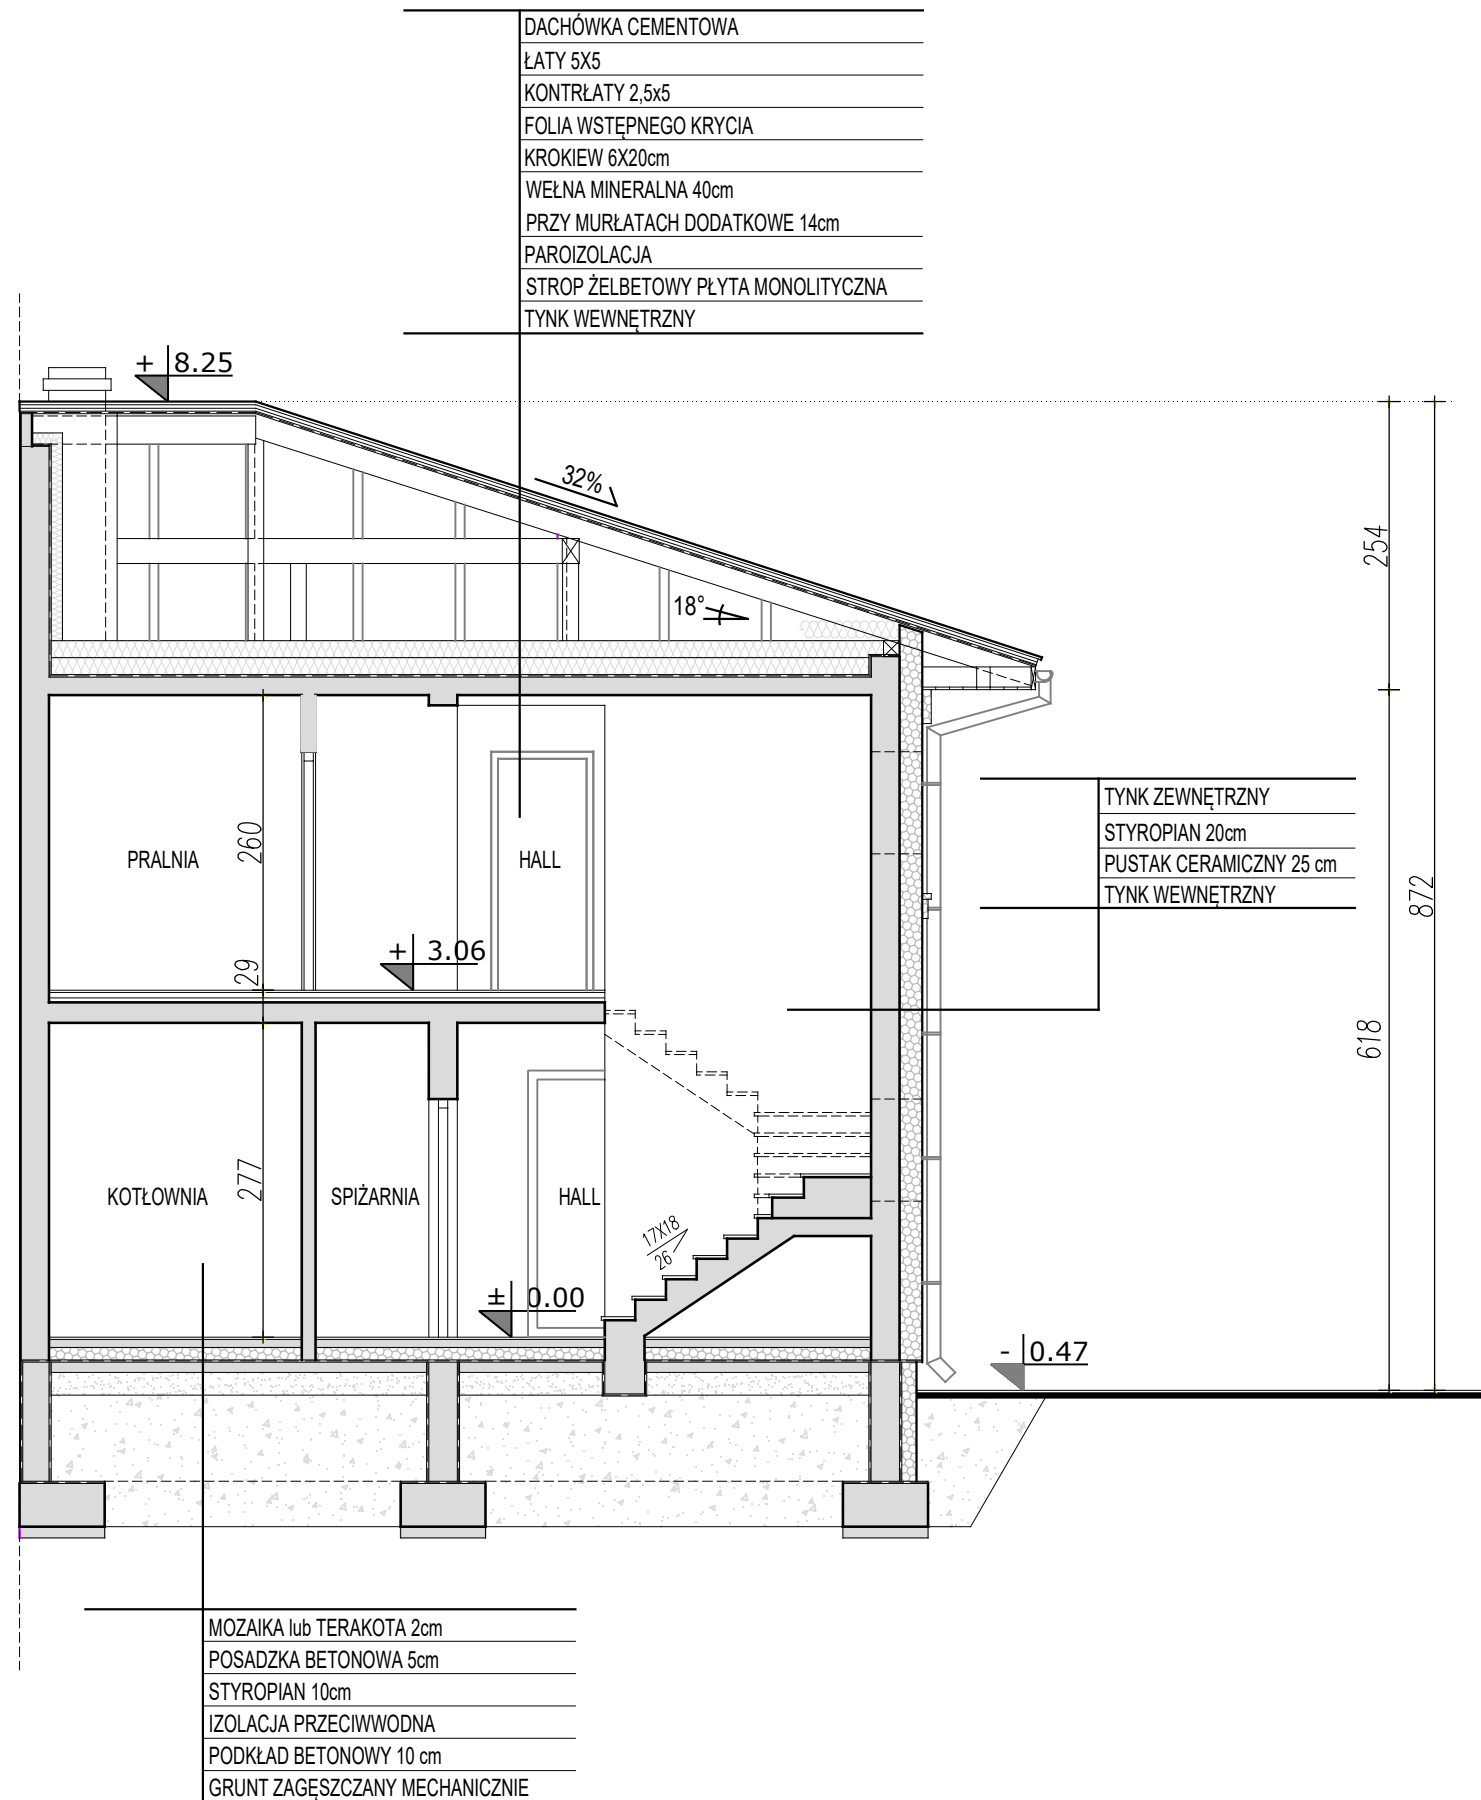 DACHÓWKA CEMENTOWA
ŁATY 5X5
KONTRŁATY 2,5x5
FOLIA WSTĘPNEGO KRYCIA
KROKIEW 6X20cm
WEŁNA MINERALNA 40cm
PRZY MURŁATACH DODATKOWE 14cm
PAROIZOLACJA
STROP ŻELBETOWY PŁYTA MONOLITYCZNA
TYNK WEWNĘTRZNY
+ 8.25
32%
254
18°
TYNK ZEWNĘTRZNY
STYROPIAN 20cm
PUSTAK CERAMICZNY 25 cm
TYNK WEWNĘTRZNY
PRALNIA
260
HALL
872
+ 3.06
29
618
KOTŁOWNIA
277
SPIŻARNIA
HALL
17X18
26
± 0.00
- 0.47
MOZAIKA lub TERAKOTA 2cm
POSADZKA BETONOWA 5cm
STYROPIAN 10cm
IZOLACJA PRZECIWWODNA
PODKŁAD BETONOWY 10 cm
GRUNT ZAGĘSZCZANY MECHANICZNIE